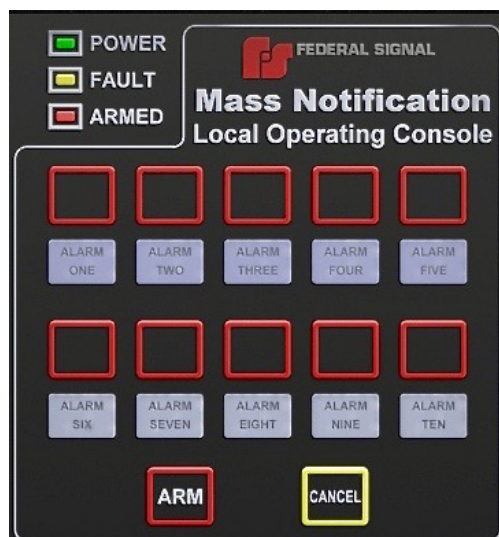 POWER
FAULT
ARMED
FEDERAL SIGNAL
Mass Notification
Local Operating Console
ALARM
ONE
ALARM
TWO
ALARM
THREE
ALARM
FOUR
ALARM
FIVE
ALARM
SIX
ALARM
SEVEN
ALARM
EIGHT
ALARM
NINE
ALARM
TEN
ARM
CANCEL